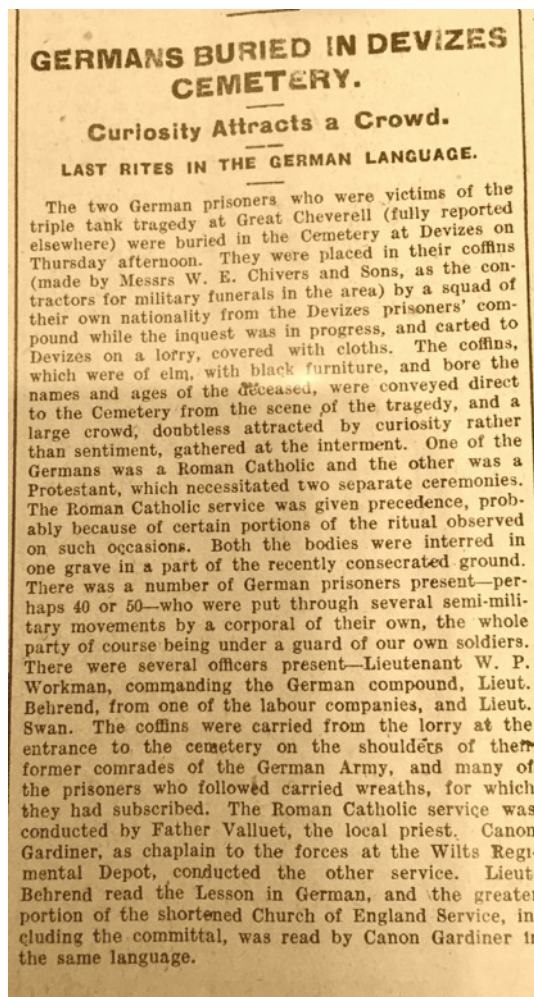 GERMANS BURIED IN DEVIZES
CEMETERY.
Curiosity Attracts a Crowd.
LAST RITES IN THE GERMAN LANGUAGE.
The two German prisoners who were victims of the
triple tank tragedy at Great Cheverell (fully reported
elsewhere) were buried in the Cemetery at Devizes on
Thursday afternoon. They were placed in their coffins
(made by Messrs W. E. Chivers and Sons, as the con-
tractors for military funerals in the area) by a squad of
their own nationality from the Devizes prisoners' com-
pound while the inquest was in progress, and carted to
Devizes on a lorry, covered with cloths. The coffins,
which were of elm, with black furniture, and bore the
names and ages of the deceased, were conveyed direct
to the Cemetery from the scene of the tragedy, and a
large crowd, doubtless attracted by curiosity rather
than sentiment, gathered at the interment. One of the
Germans was a Roman Catholic and the other was a
Protestant, which necessitated two separate ceremonies.
The Roman Catholic service was given precedence, prob-
ably because of certain portions of the ritual observed
on such occasions. Both the bodies were interred in
one grave in a part of the recently consecrated ground.
There was a number of German prisoners present—per-
haps 40 or 50—who were put through several semi-mili-
tary movements by a corporal of their own, the whole
party of course being under a guard of our own soldiers.
There were several officers present—Lieutenant W. P.
Workman, commanding the German compound, Lieut.
Behrend, from one of the labour companies, and Lieut.
Swan. The coffins were carried from the lorry at the
entrance to the cemetery on the shoulders of their
former comrades of the German Army, and many of
the prisoners who followed carried wreaths, for which
they had subscribed. The Roman Catholic service was
conducted by Father Valluet, the local priest. Canon
Gardiner, as chaplain to the forces at the Wilts Regi-
mental Depot, conducted the other service. Lieut
Behrend read the Lesson in German, and the greater
portion of the shortened Church of England Service, in
cluding the committal, was read by Canon Gardiner in
the same language.